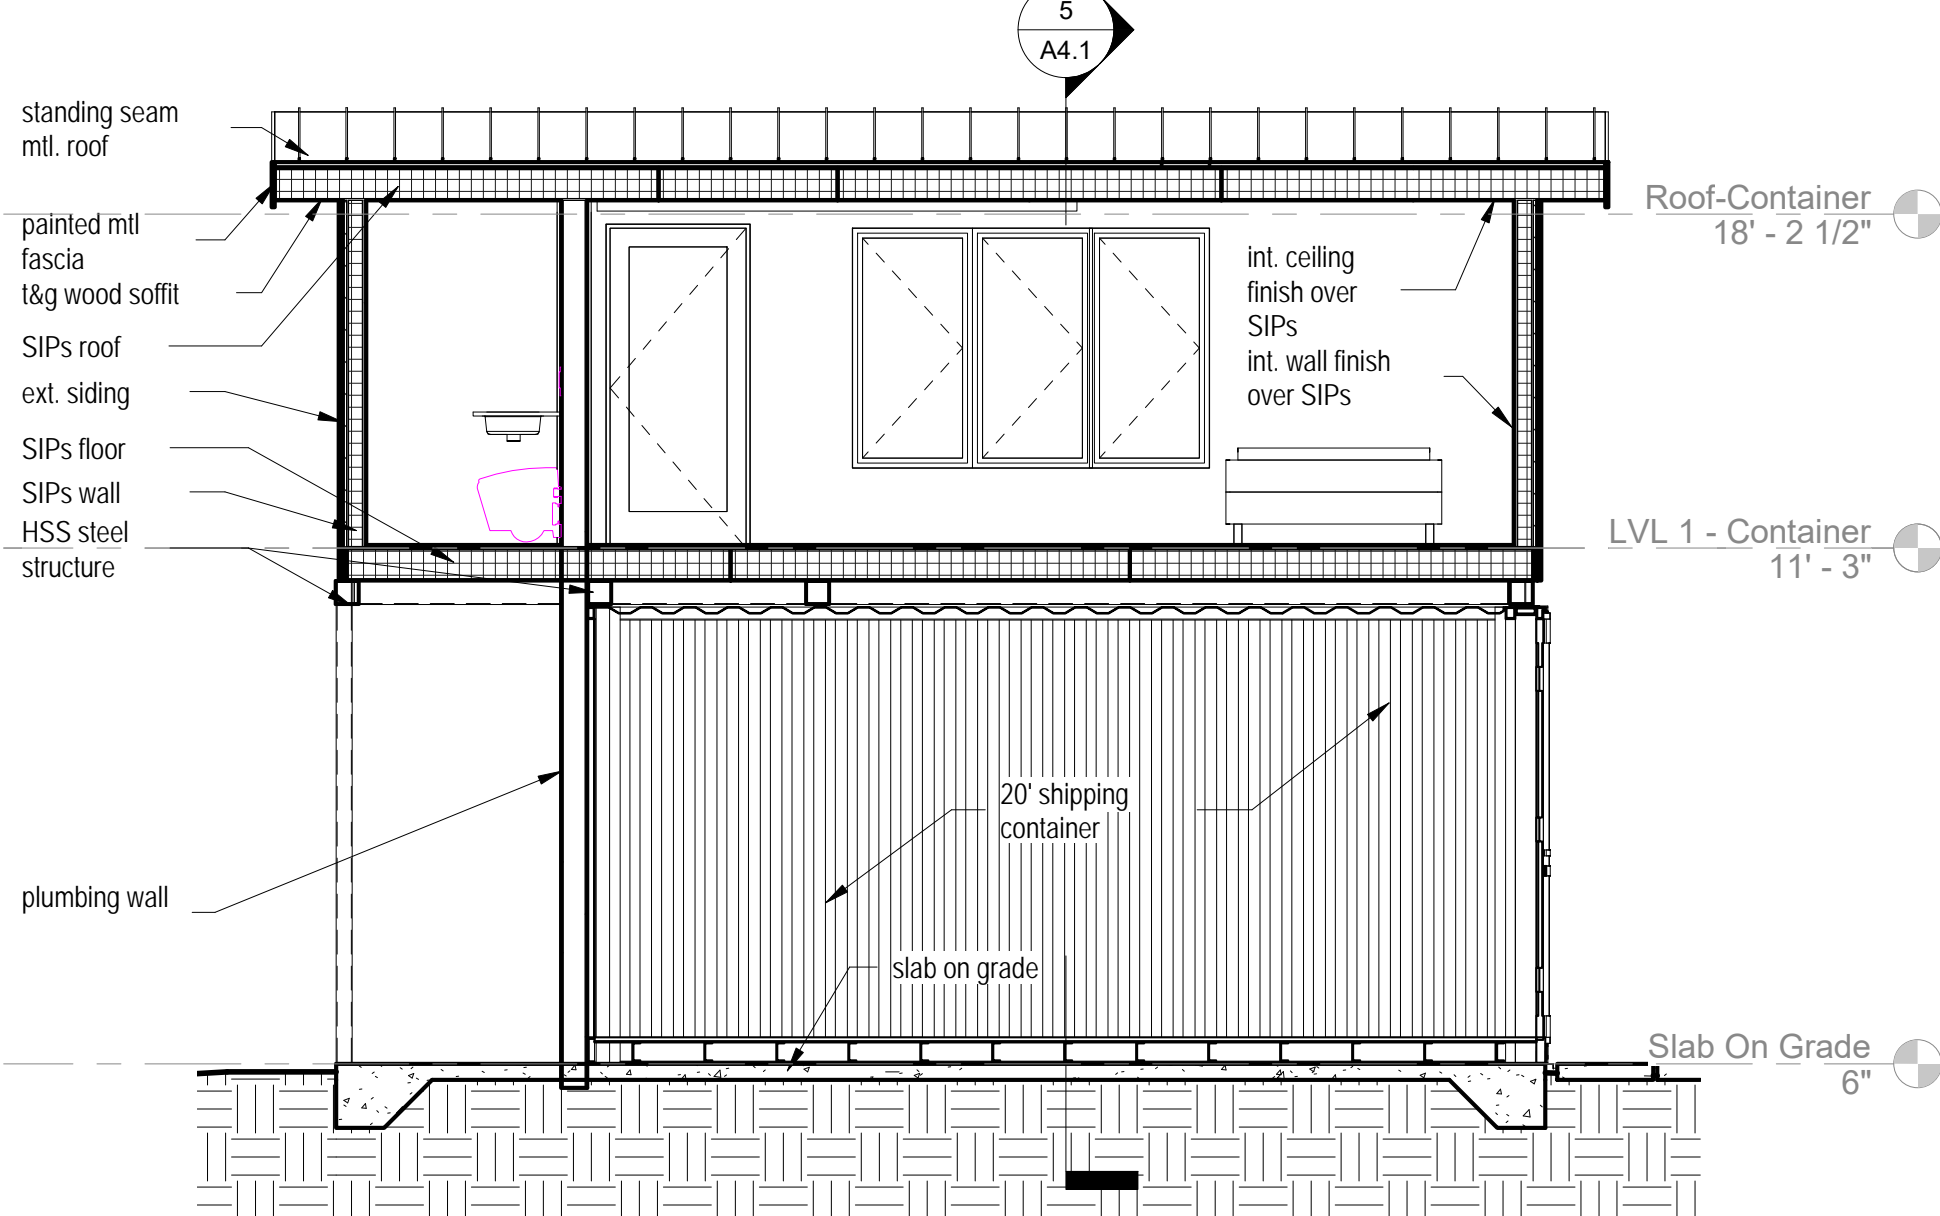 5
A4.1
standing seam
mtl. roof
painted mtl
fascia
t&g wood soffit
SIPs roof
ext. siding
SIPs floor
SIPs wall
HSS steel
structure
plumbing wall
int. ceiling
finish over
SIPs
int. wall finish
over SIPs
20' shipping
container
slab on grade
Roof-Container
18' - 2 1/2"
LVL 1 - Container
11' - 3"
Slab On Grade
6"